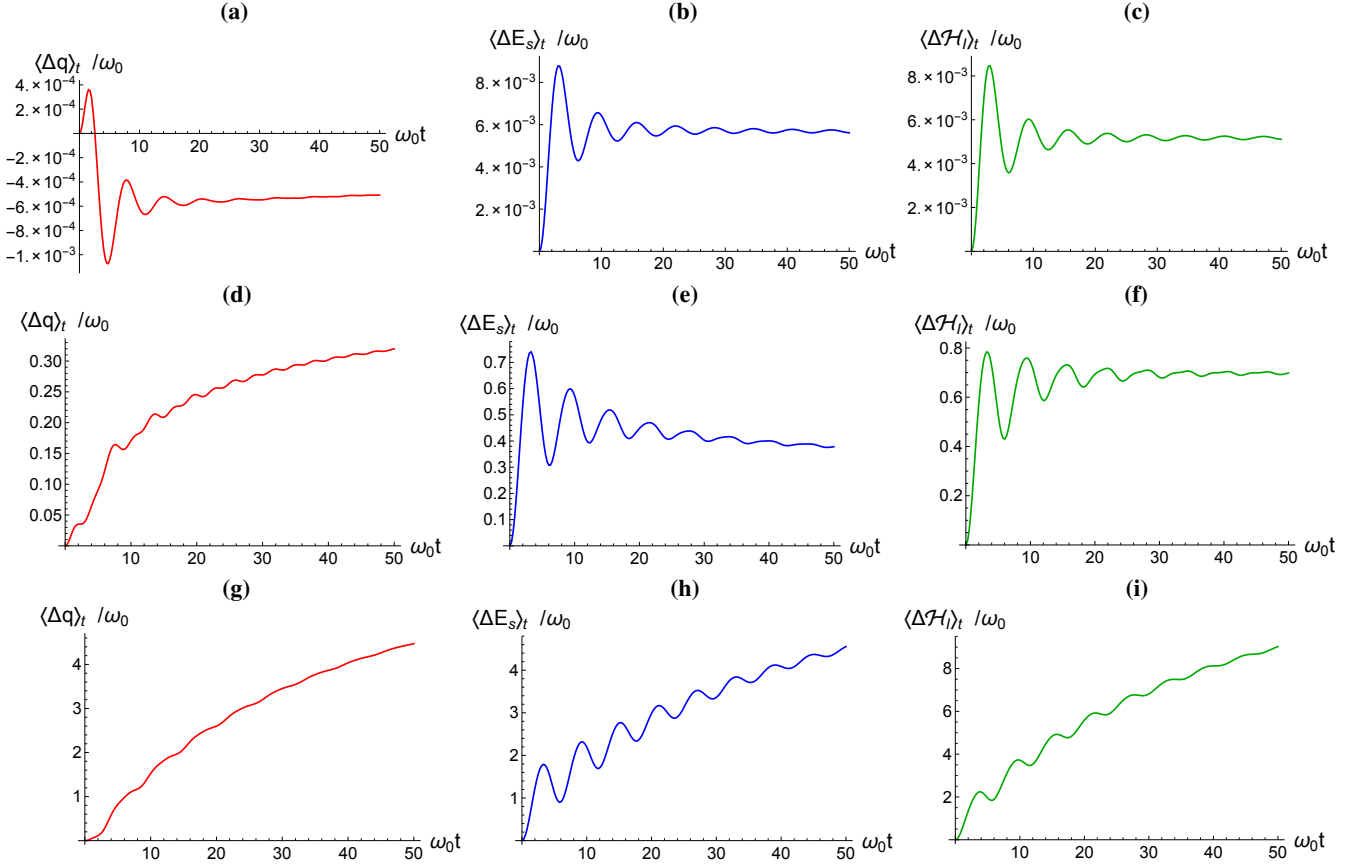 (a) (b) (c)
⟨Δq⟩t /ω0
4.×10⁻⁴
2.×10⁻⁴
10 20 30 40 50 ω0t
-2.×10⁻⁴
-4.×10⁻⁴
-6.×10⁻⁴
-8.×10⁻⁴
-1.×10⁻³
⟨ΔEs⟩t /ω0
8.×10⁻³
6.×10⁻³
4.×10⁻³
2.×10⁻³
10 20 30 40 50 ω0t
⟨ΔℋI⟩t /ω0
8.×10⁻³
6.×10⁻³
4.×10⁻³
2.×10⁻³
10 20 30 40 50 ω0t
(d) (e) (f)
⟨Δq⟩t /ω0
0.30
0.25
0.20
0.15
0.10
0.05
10 20 30 40 50 ω0t
⟨ΔEs⟩t /ω0
0.7
0.6
0.5
0.4
0.3
0.2
0.1
10 20 30 40 50 ω0t
⟨ΔℋI⟩t /ω0
0.8
0.6
0.4
0.2
10 20 30 40 50 ω0t
(g) (h) (i)
⟨Δq⟩t /ω0
4
3
2
1
10 20 30 40 50 ω0t
⟨ΔEs⟩t /ω0
4
3
2
1
10 20 30 40 50 ω0t
⟨ΔℋI⟩t /ω0
8
6
4
2
10 20 30 40 50 ω0t